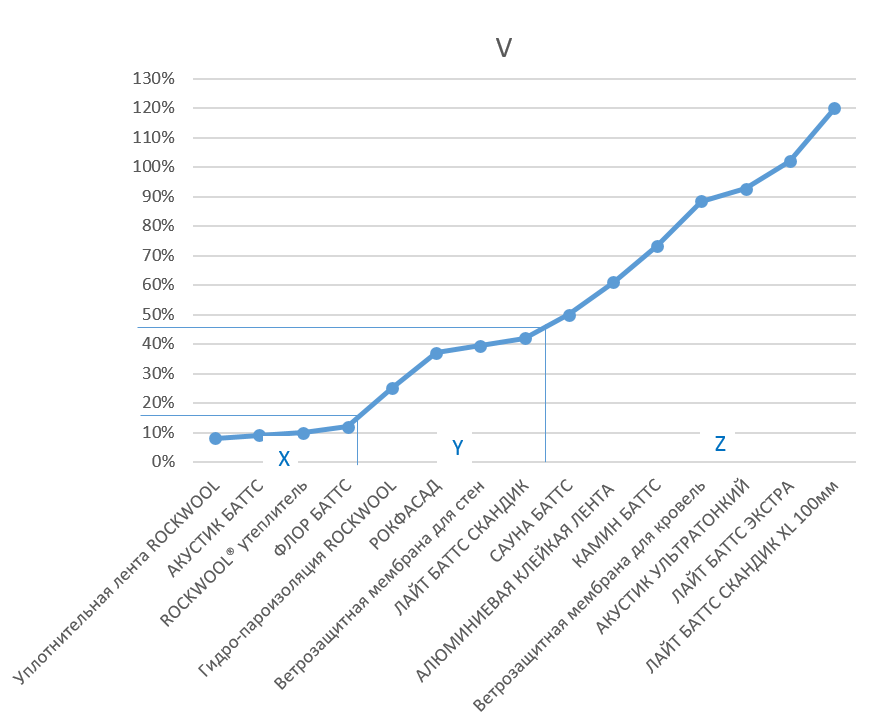 V
130%
120%
110%
100%
90%
80%
70%
60%
50%
40%
30%
20%
10%
0%
X
Y
Z
Уплотнительная лента ROCKWOOL
АКУСТИК БАТТС
ROCKWOOL® утеплитель
ФЛОР БАТТС
Гидро-пароизоляция ROCKWOOL
РОКФАСАД
Ветрозащитная мембрана для стен
ЛАЙТ БАТТС СКАНДИК
САУНА БАТТС
АЛЮМИНИЕВАЯ КЛЕЙКАЯ ЛЕНТА
КАМИН БАТТС
Ветрозащитная мембрана для кровель
АКУСТИК УЛЬТРАТОНКИЙ
ЛАЙТ БАТТС ЭКСТРА
ЛАЙТ БАТТС СКАНДИК XL 100мм